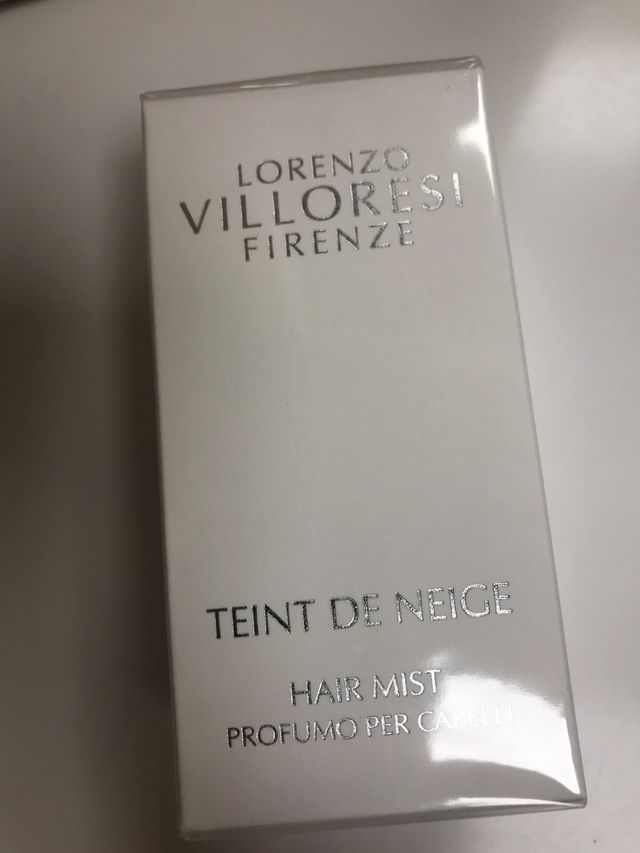 LORENZO
VILLORESI
FIRENZE
TEINT DE NEIGE
HAIR MIST
PROFUMO PER CAPELLI